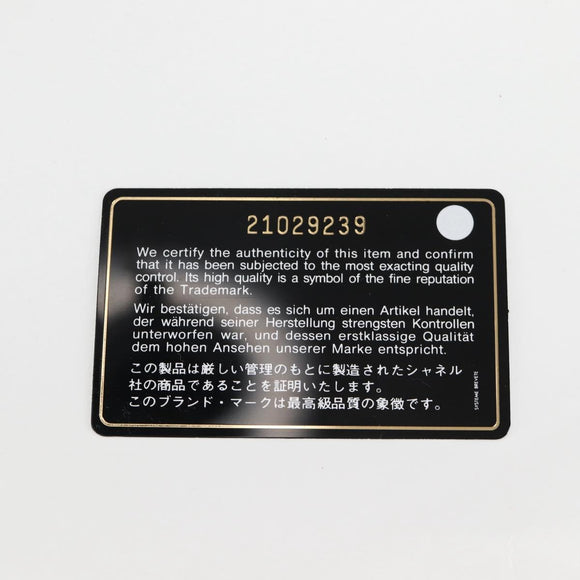 21029239
We certify the authenticity of this item and confirm
that it has been subjected to the most exacting quality
control. Its high quality is a symbol of the fine reputation
of the Trademark.
Wir bestätigen, dass es sich um einen Artikel handelt,
der während seiner Herstellung strengsten Kontrollen
unterworfen war, und dessen erstklassige Qualität
dem hohen Ansehen unserer Marke entspricht.
この製品は厳しい管理のもとに製造されたシャネル
社の商品であることを証明いたします。
このブランド・マークは最高級品質の象徴です。
SYSTEME BREVETE